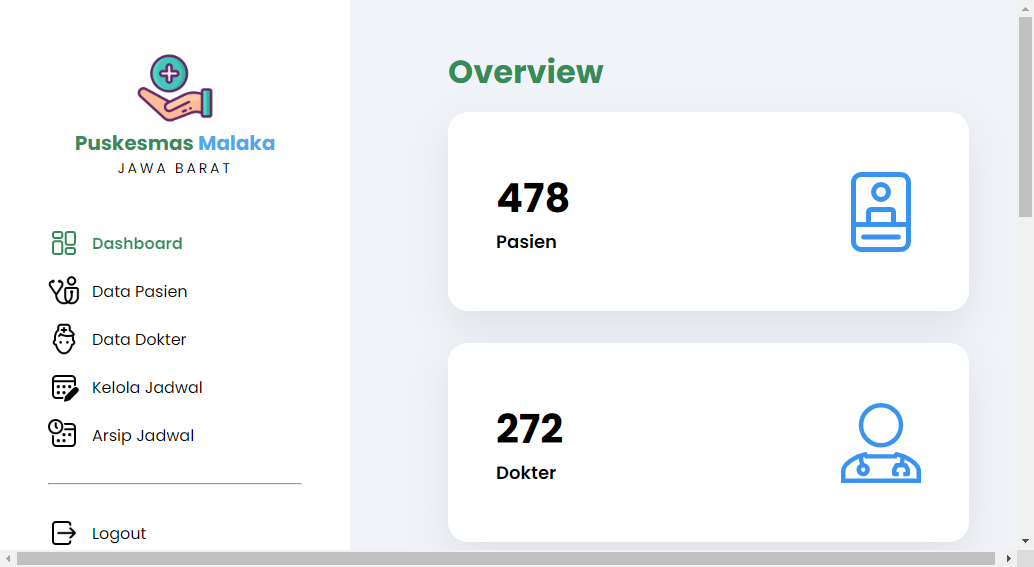 Puskesmas Malaka
JAWA BARAT
Dashboard
Data Pasien
Data Dokter
Kelola Jadwal
Arsip Jadwal
Logout
Overview
478
Pasien
272
Dokter